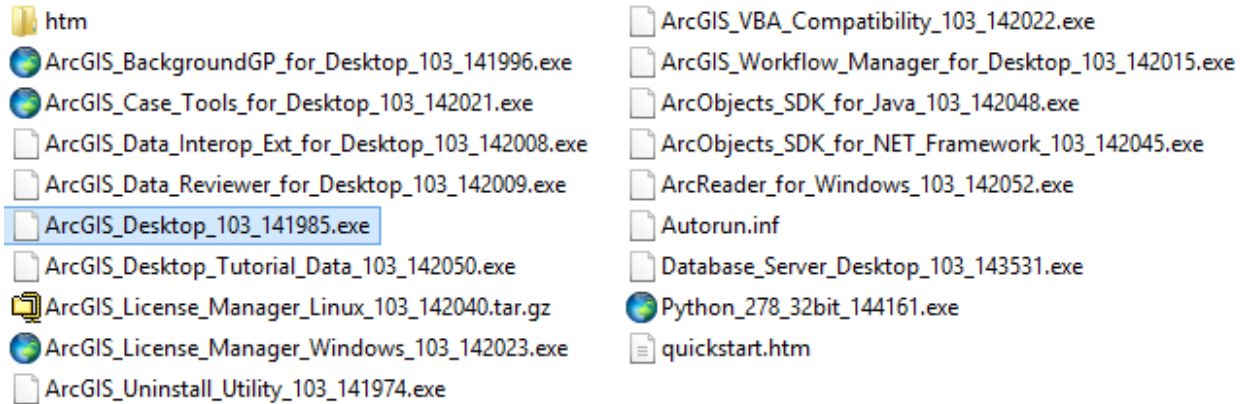 htm
ArcGIS_BackgroundGP_for_Desktop_103_141996.exe
ArcGIS_Case_Tools_for_Desktop_103_142021.exe
ArcGIS_Data_Interop_Ext_for_Desktop_103_142008.exe
ArcGIS_Data_Reviewer_for_Desktop_103_142009.exe
ArcGIS_Desktop_103_141985.exe
ArcGIS_Desktop_Tutorial_Data_103_142050.exe
ArcGIS_License_Manager_Linux_103_142040.tar.gz
ArcGIS_License_Manager_Windows_103_142023.exe
ArcGIS_Uninstall_Utility_103_141974.exe
ArcGIS_VBA_Compatibility_103_142022.exe
ArcGIS_Workflow_Manager_for_Desktop_103_142015.exe
ArcObjects_SDK_for_Java_103_142048.exe
ArcObjects_SDK_for_NET_Framework_103_142045.exe
ArcReader_for_Windows_103_142052.exe
Autorun.inf
Database_Server_Desktop_103_143531.exe
Python_278_32bit_144161.exe
quickstart.htm